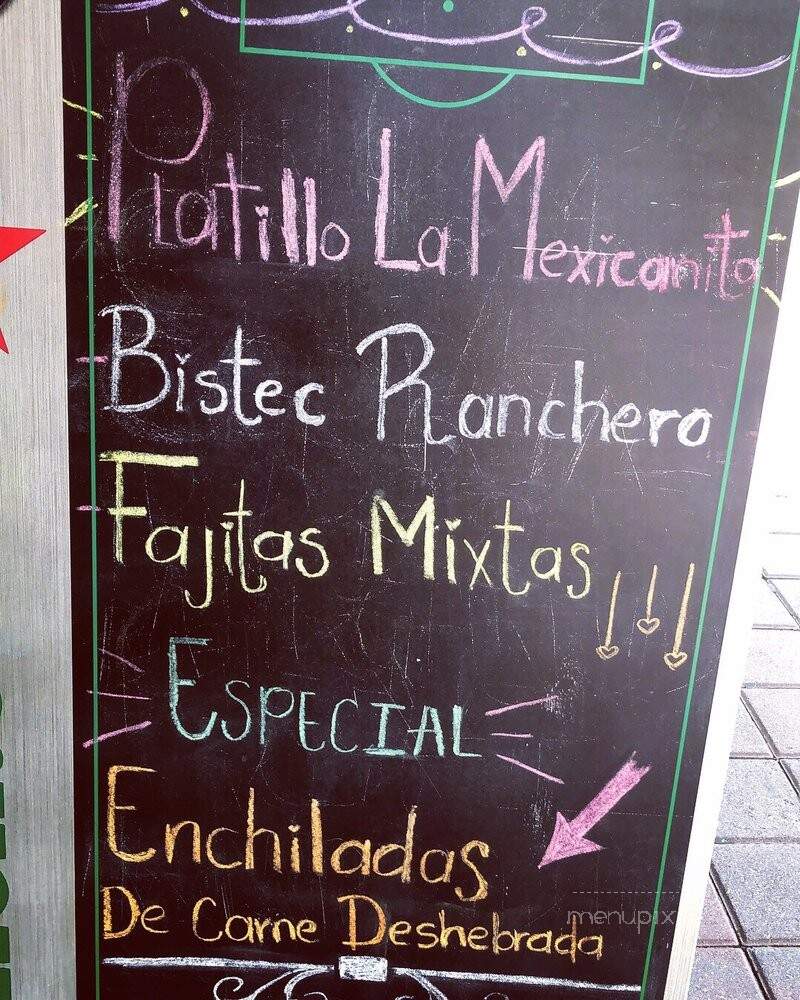 Platillo La Mexicanita
Bistec Ranchero
Fajitas Mixtas
!!!
ESPECIAL
Enchiladas
De Carne Deshebrada
menupix